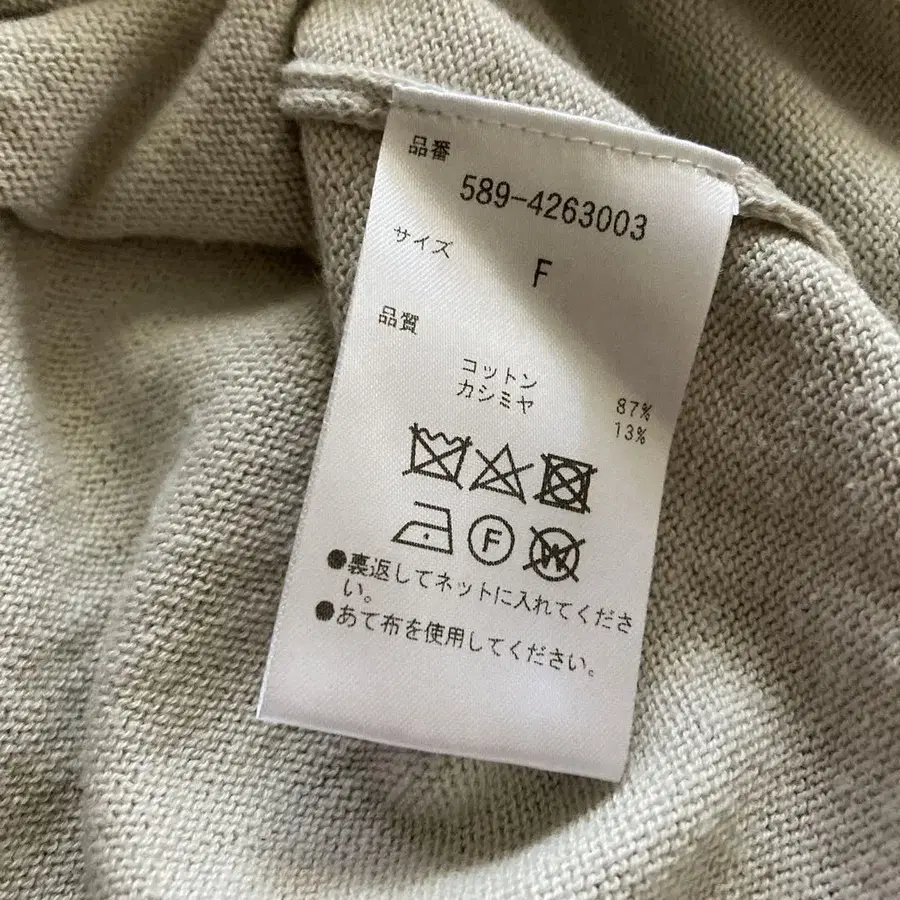 品番
589-4263003
サイズ
F
品質
コットン 87%
カシミヤ 13%
F
W
●裏返してネットに入れてくださ
い。
●あて布を使用してください。